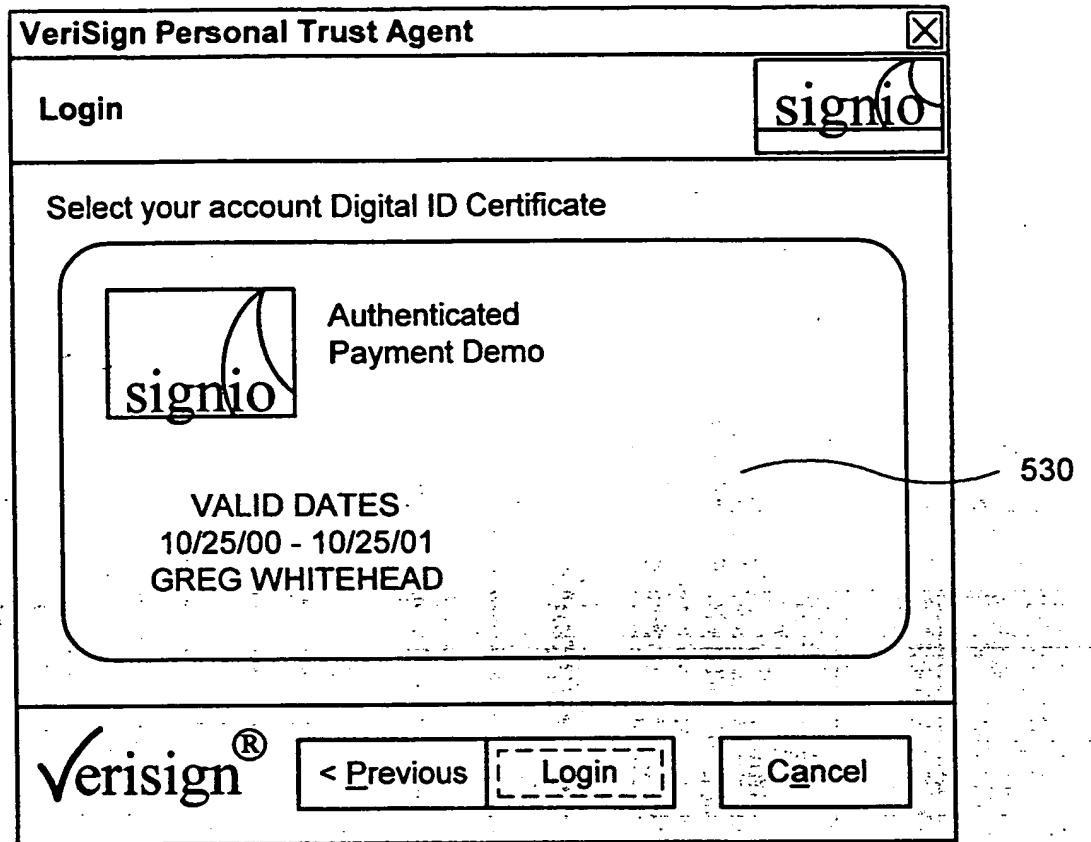 VeriSign Personal Trust Agent
Login
signio
Select your account Digital ID Certificate
signio
Authenticated
Payment Demo
530
VALID DATES
10/25/00 - 10/25/01
GREG WHITEHEAD
Verisign®
< Previous
Login
Cancel